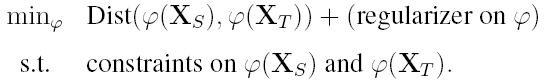 min_φ Dist(φ(X_S), φ(X_T)) + (regularizer on φ)
s.t. constraints on φ(X_S) and φ(X_T).